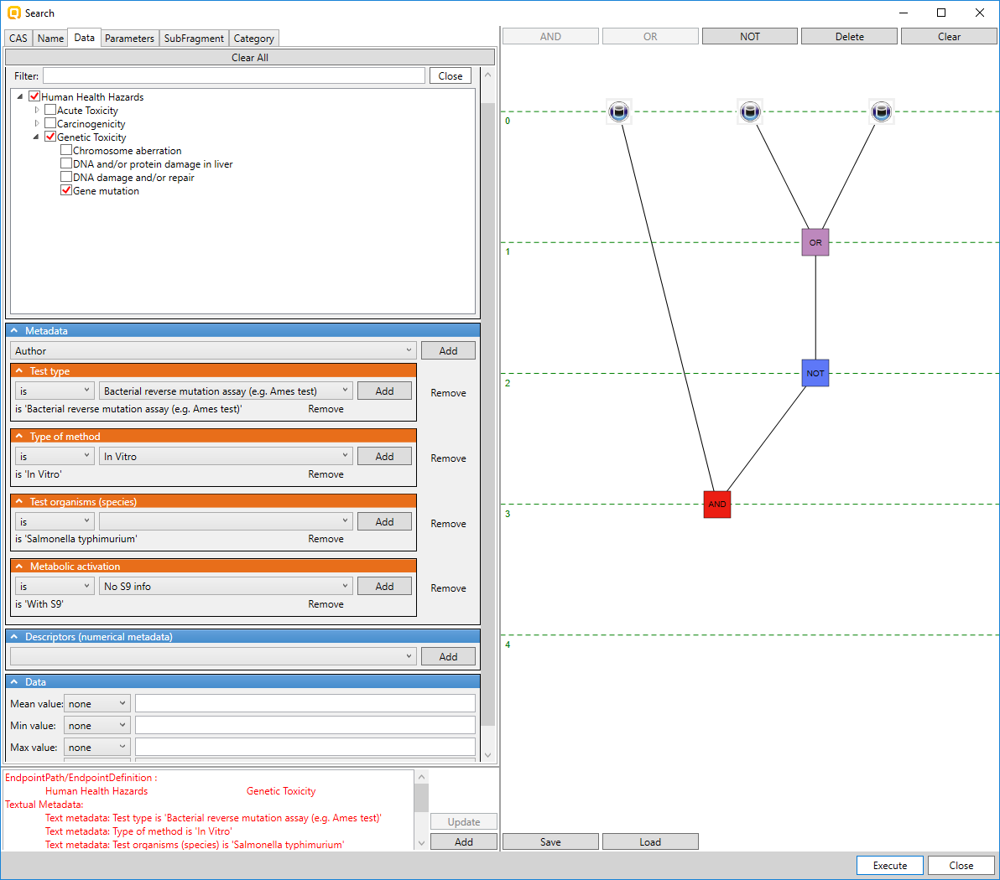 Search
CAS Name Data Parameters SubFragment Category
Clear All
Filter: Close
Human Health Hazards
Acute Toxicity
Carcinogenicity
Genetic Toxicity
Chromosome aberration
DNA and/or protein damage in liver
DNA damage and/or repair
Gene mutation
Metadata
Author Add
Test type
is Bacterial reverse mutation assay (e.g. Ames test) Add Remove
is 'Bacterial reverse mutation assay (e.g. Ames test)' Remove
Type of method
is In Vitro Add Remove
is 'In Vitro' Remove
Test organisms (species)
is Add Remove
is 'Salmonella typhimurium' Remove
Metabolic activation
is No S9 info Add Remove
is 'With S9' Remove
Descriptors (numerical metadata)
Add
Data
Mean value: none
Min value: none
Max value: none
EndpointPath/EndpointDefinition :
Human Health Hazards Genetic Toxicity
Textual Metadata:
Text metadata: Test type is 'Bacterial reverse mutation assay (e.g. Ames test)'
Text metadata: Type of method is 'In Vitro'
Text metadata: Test organisms (species) is 'Salmonella typhimurium'
Update
Add
AND OR NOT Delete Clear
0
OR
1
NOT
2
AND
3
4
Save Load
Execute Close